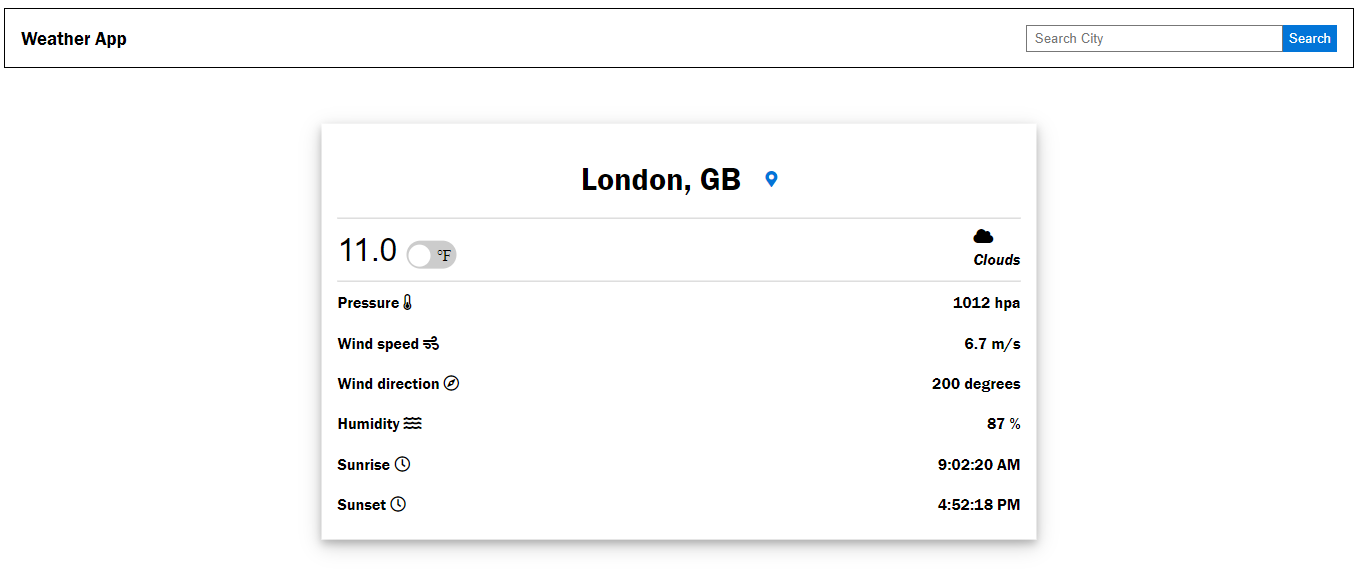 Weather App
Search City Search
London, GB
11.0 °F
Clouds
Pressure 1012 hpa
Wind speed 6.7 m/s
Wind direction 200 degrees
Humidity 87 %
Sunrise 9:02:20 AM
Sunset 4:52:18 PM